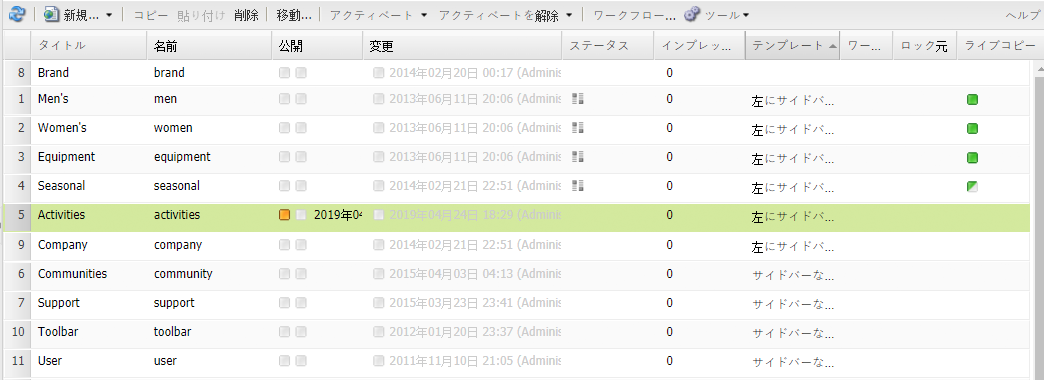 新規... コピー 貼り付け 削除 移動... アクティベート アクティベートを解除 ワークフロー... ツール ヘルプ
タイトル 名前 公開 変更 ステータス インプレッ... テンプレート ワー... ロック元 ライブコピー
8 Brand brand 2014年02月20日 00:17 (Adminis 0
1 Men's men 2013年06月11日 20:06 (Adminis 0 左にサイドバ...
2 Women's women 2013年06月11日 20:06 (Adminis 0 左にサイドバ...
3 Equipment equipment 2013年06月11日 20:06 (Adminis 0 左にサイドバ...
4 Seasonal seasonal 2014年02月21日 22:51 (Adminis 0 左にサイドバ...
5 Activities activities 2019年04 2019年04月24日 18:29 (Adminis 0 左にサイドバ...
9 Company company 2014年02月21日 22:51 (Adminis 0 左にサイドバ...
6 Communities community 2015年04月03日 04:13 (Adminis 0 サイドバーな...
7 Support support 2015年03月23日 23:41 (Adminis 0 サイドバーな...
10 Toolbar toolbar 2012年01月20日 23:37 (Adminis 0 サイドバーな...
11 User user 2011年11月10日 21:05 (Adminis 0 サイドバーな...